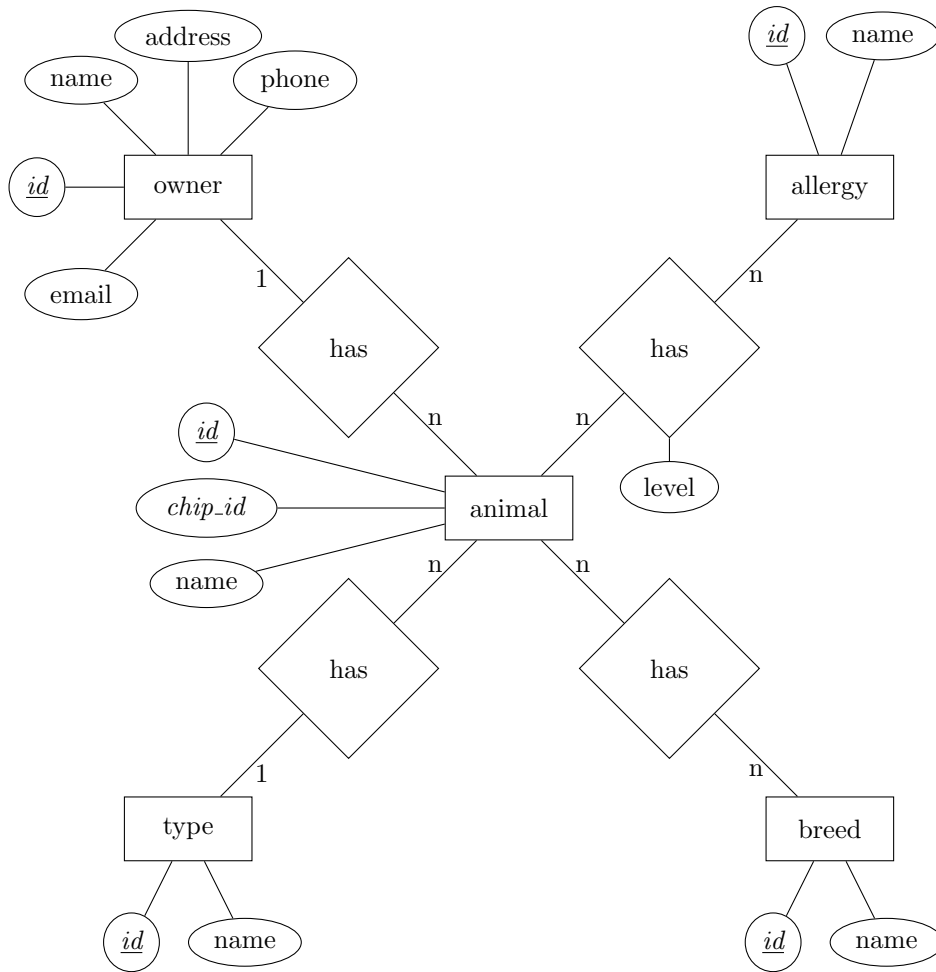 address
id
name
name
phone
owner
id
allergy
email
1
n
has
has
n
n
id
level
chip_id
animal
name
n
n
has
has
1
n
type
breed
id
name
id
name